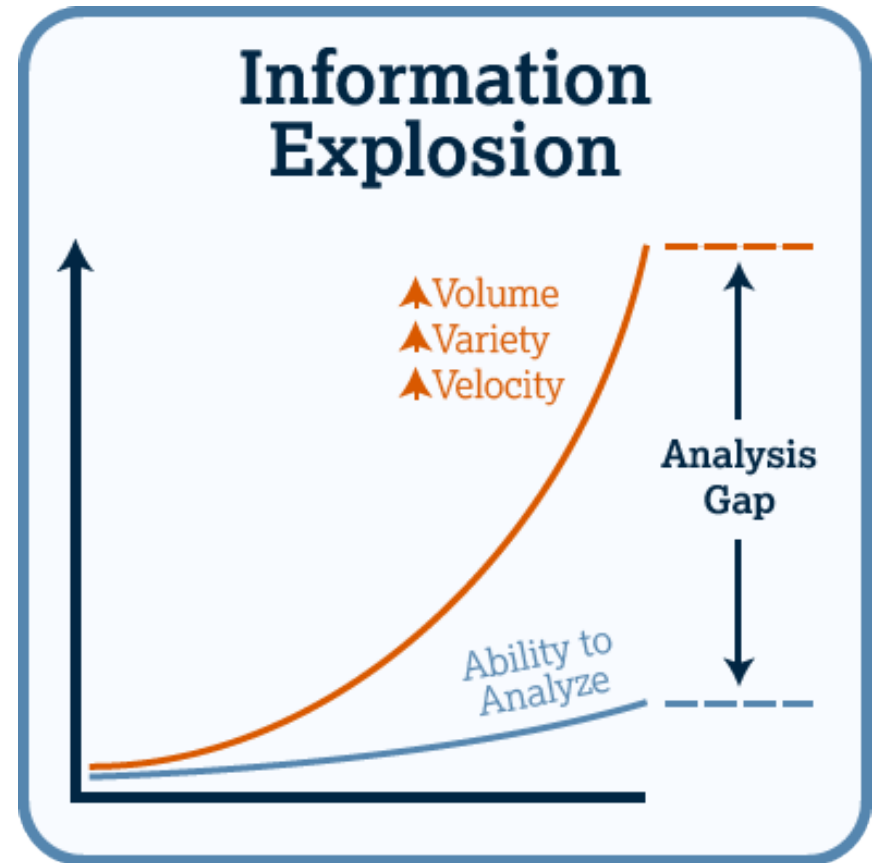 Information
Explosion
Volume
Variety
Velocity
Analysis
Gap
Ability to
Analyze